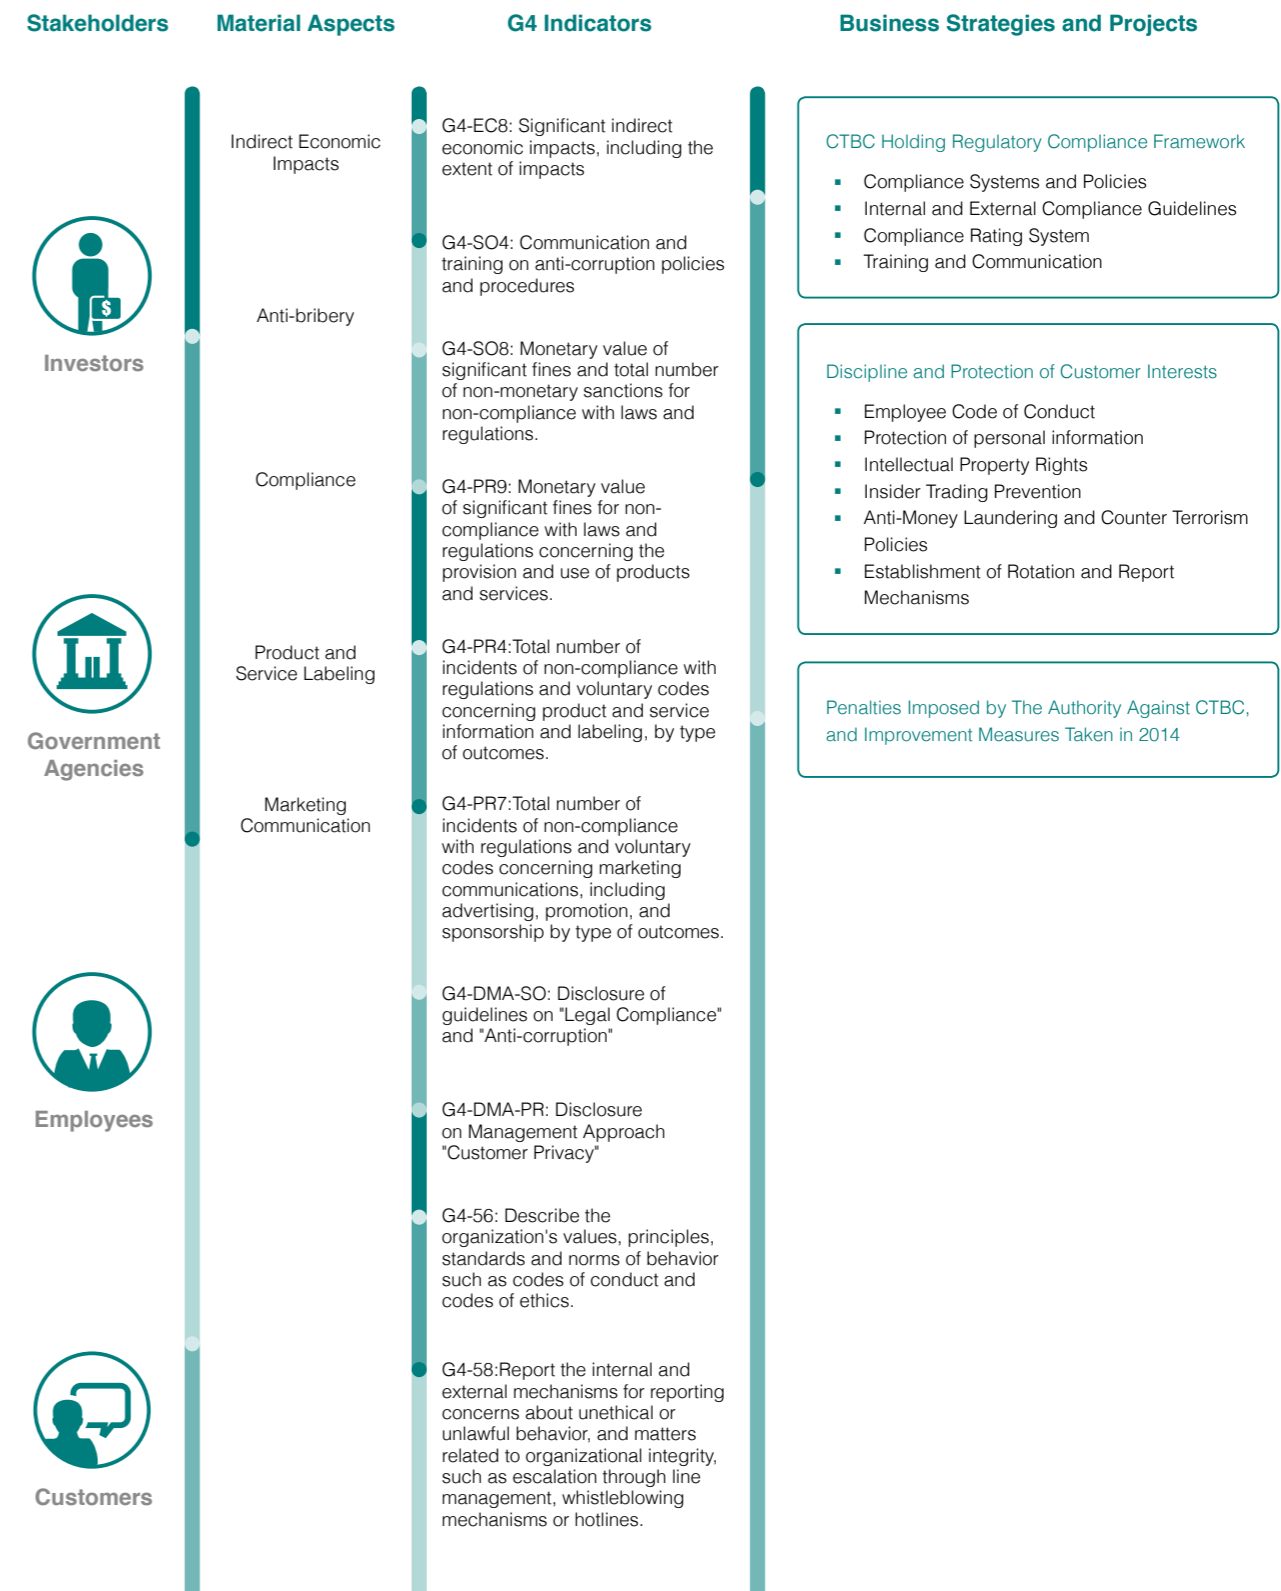 Stakeholders
Material Aspects
G4 Indicators
Business Strategies and Projects
$
Investors
Government
Agencies
Employees
Customers
Indirect Economic
Impacts
Anti-bribery
Compliance
Product and
Service Labeling
Marketing
Communication
G4-EC8: Significant indirect
economic impacts, including the
extent of impacts
G4-SO4: Communication and
training on anti-corruption policies
and procedures
G4-SO8: Monetary value of
significant fines and total number
of non-monetary sanctions for
non-compliance with laws and
regulations.
G4-PR9: Monetary value
of significant fines for non-
compliance with laws and
regulations concerning the
provision and use of products
and services.
G4-PR4:Total number of
incidents of non-compliance with
regulations and voluntary codes
concerning product and service
information and labeling, by type
of outcomes.
G4-PR7:Total number of
incidents of non-compliance
with regulations and voluntary
codes concerning marketing
communications, including
advertising, promotion, and
sponsorship by type of outcomes.
G4-DMA-SO: Disclosure of
guidelines on "Legal Compliance"
and "Anti-corruption"
G4-DMA-PR: Disclosure
on Management Approach
"Customer Privacy"
G4-56: Describe the
organization's values, principles,
standards and norms of behavior
such as codes of conduct and
codes of ethics.
G4-58:Report the internal and
external mechanisms for reporting
concerns about unethical or
unlawful behavior, and matters
related to organizational integrity,
such as escalation through line
management, whistleblowing
mechanisms or hotlines.
CTBC Holding Regulatory Compliance Framework
▪ Compliance Systems and Policies
▪ Internal and External Compliance Guidelines
▪ Compliance Rating System
▪ Training and Communication
Discipline and Protection of Customer Interests
▪ Employee Code of Conduct
▪ Protection of personal information
▪ Intellectual Property Rights
▪ Insider Trading Prevention
▪ Anti-Money Laundering and Counter Terrorism
Policies
▪ Establishment of Rotation and Report
Mechanisms
Penalties Imposed by The Authority Against CTBC,
and Improvement Measures Taken in 2014